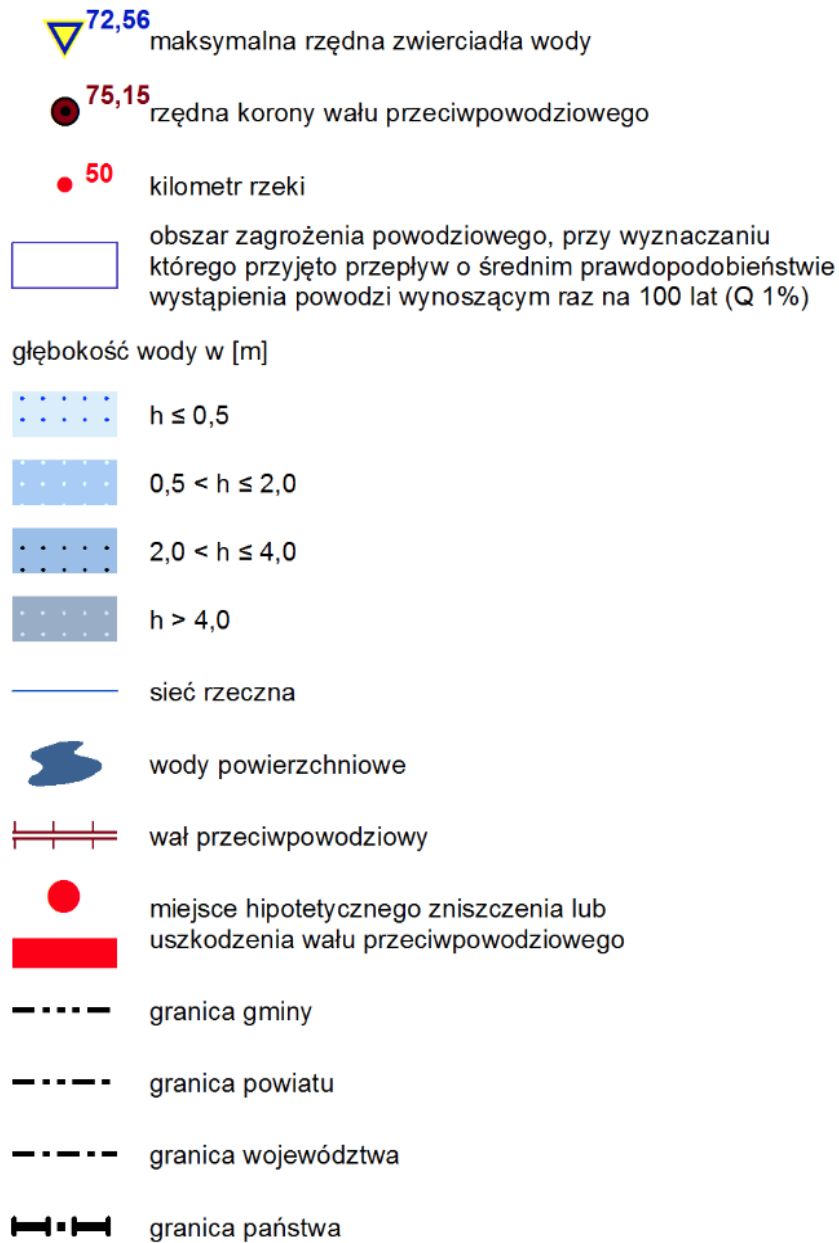 72,56
maksymalna rzędna zwierciadła wody
75,15
rzędna korony wału przeciwpowodziowego
50
kilometr rzeki
obszar zagrożenia powodziowego, przy wyznaczaniu
którego przyjęto przepływ o średnim prawdopodobieństwie
wystąpienia powodzi wynoszącym raz na 100 lat (Q 1%)
głębokość wody w [m]
h ≤ 0,5
0,5 < h ≤ 2,0
2,0 < h ≤ 4,0
h > 4,0
sieć rzeczna
wody powierzchniowe
wał przeciwpowodziowy
miejsce hipotetycznego zniszczenia lub
uszkodzenia wału przeciwpowodziowego
granica gminy
granica powiatu
granica województwa
granica państwa